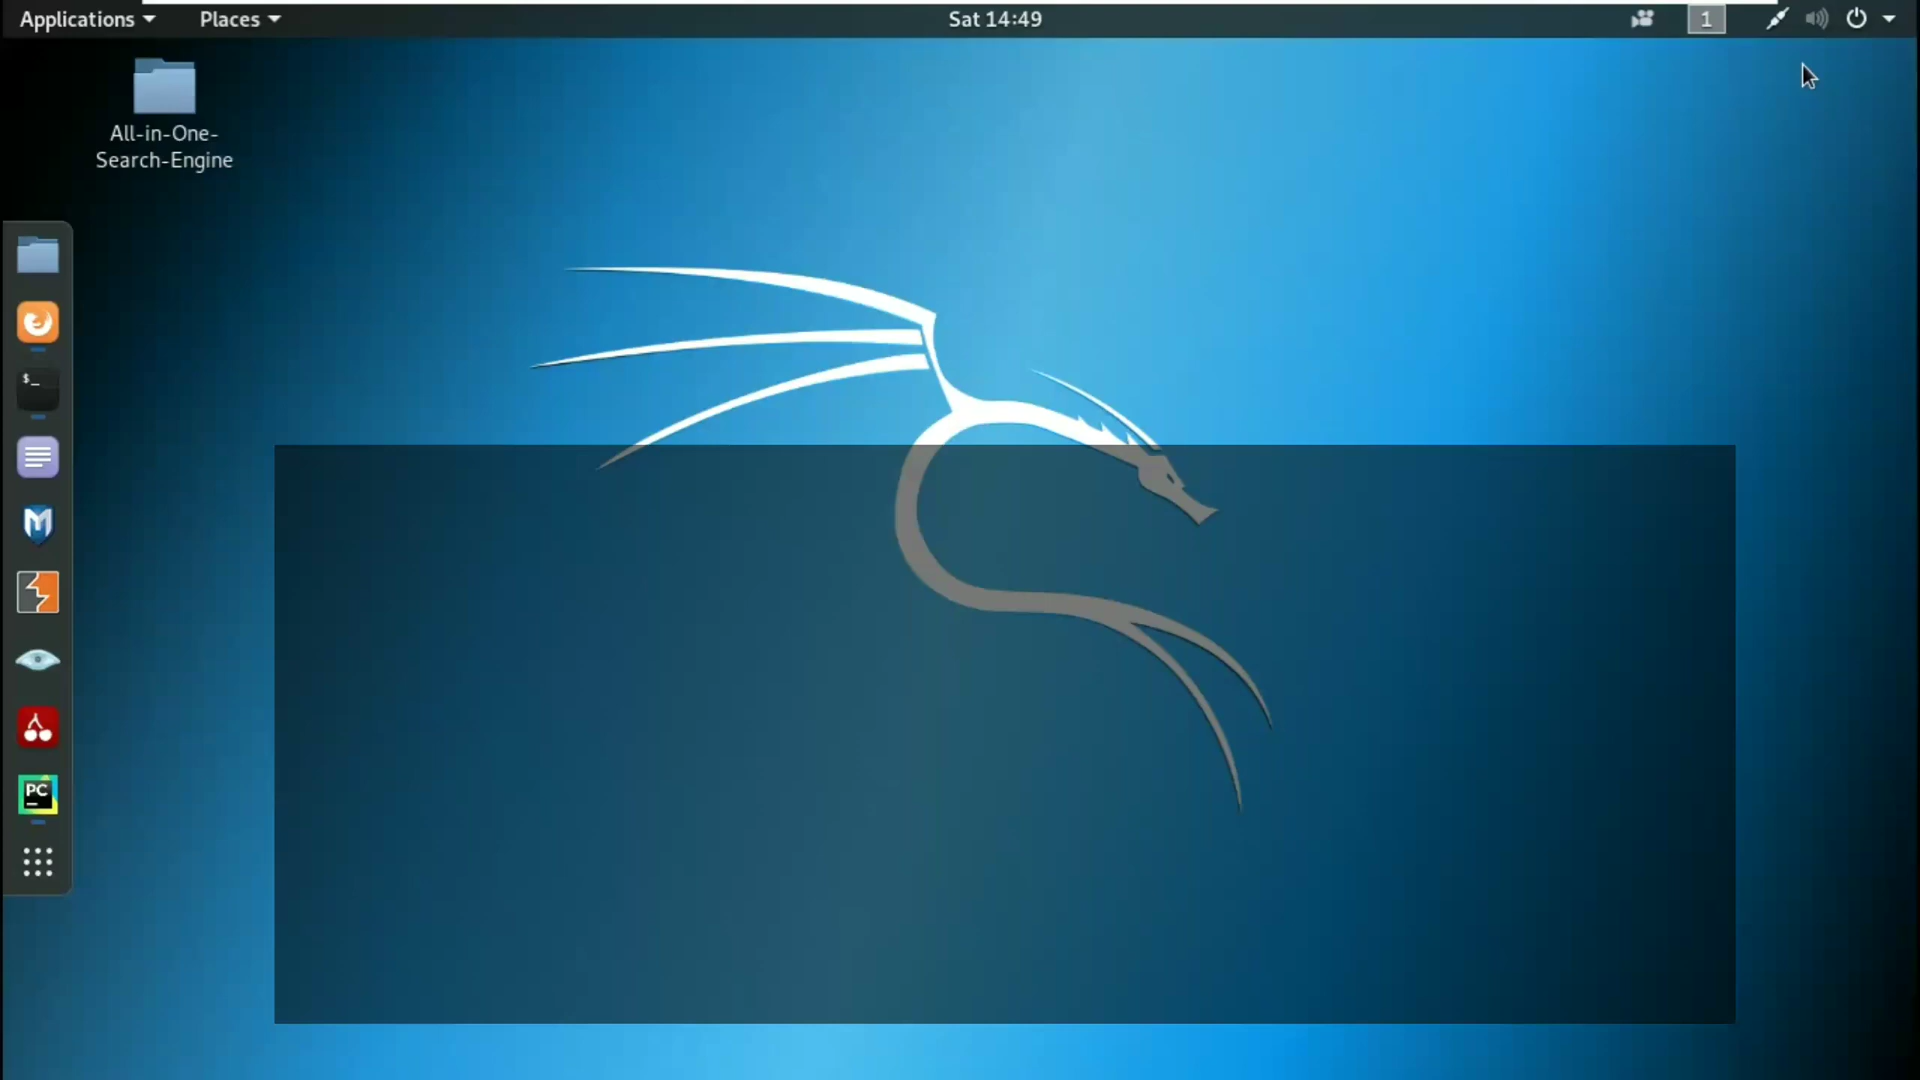 Applications
Places
Sat 14:49
1
All-in-One-
Search-Engine
$_
PC